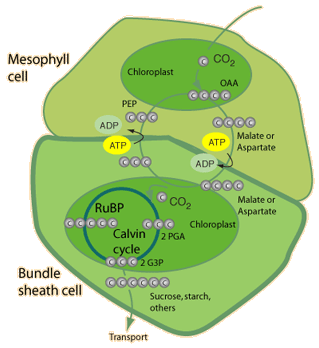 Mesophyll
cell
Chloroplast
CO2
OAA
C C C C
PEP
C C C
ADP
ATP
C C C C
Malate or
Aspartate
ATP
ADP
C C C
C C C C
Malate or
Aspartate
C CO2
RuBP
C C C C C
Chloroplast
C C C
2 PGA
Calvin
cycle
C C C
2 G3P
Bundle
sheath cell
C C C C C C
Sucrose, starch,
others
Transport